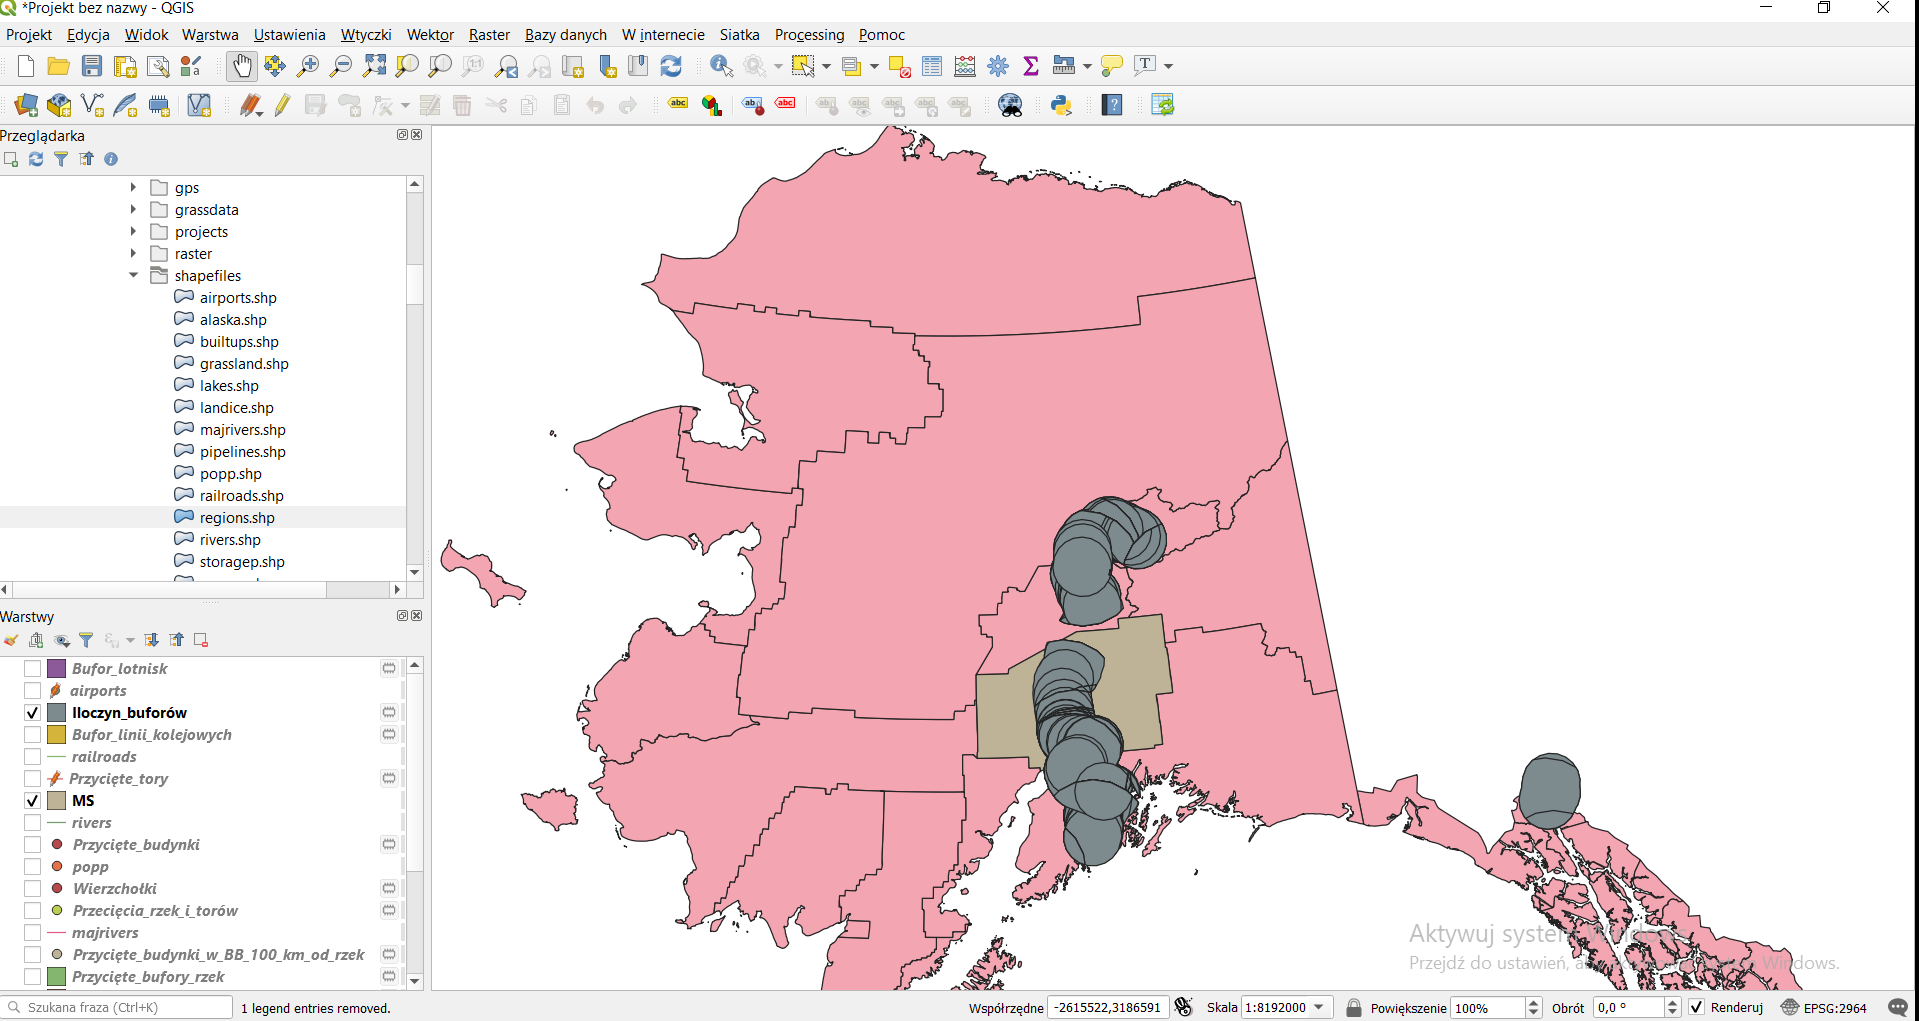 *Projekt bez nazwy - QGIS
Projekt Edycja Widok Warstwa Ustawienia Wtyczki Wektor Raster Bazy danych W internecie Siatka Processing Pomoc
Przeglądarka
gps
grassdata
projects
raster
shapefiles
airports.shp
alaska.shp
builtups.shp
grassland.shp
lakes.shp
landice.shp
majrivers.shp
pipelines.shp
popp.shp
railroads.shp
regions.shp
rivers.shp
storagep.shp
Warstwy
Bufor_lotnisk
airports
Iloczyn_buforów
Bufor_linii_kolejowych
railroads
Przycięte_tory
MS
rivers
Przycięte_budynki
popp
Wierzchołki
Przecięcia_rzek_i_torów
majrivers
Przycięte_budynki_w_BB_100_km_od_rzek
Przycięte_bufory_rzek
Aktywuj system Windows
Przejdź do ustawień, aby Windows.
Szukana fraza (Ctrl+K) 1 legend entries removed. Współrzędne -2615522,3186591 Skala 1:8192000 Powiększenie 100% Obrót 0,0 ° Renderuj EPSG:2964